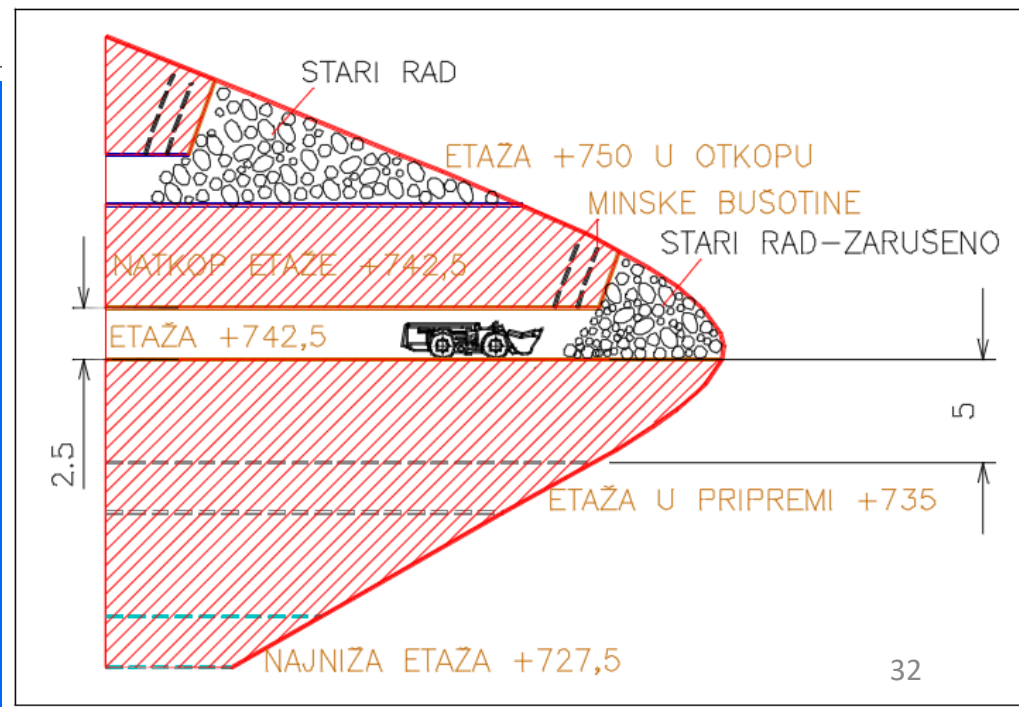 STARI RAD
ETAŽA +750 U OTKOPU
MINSKE BUŠOTINE
STARI RAD-ZARUŠENO
NATKOP ETAŽE +742,5
ETAŽA +742,5
5
2.5
ETAŽA U PRIPREMI +735
NAJNIŽA ETAŽA +727,5
32